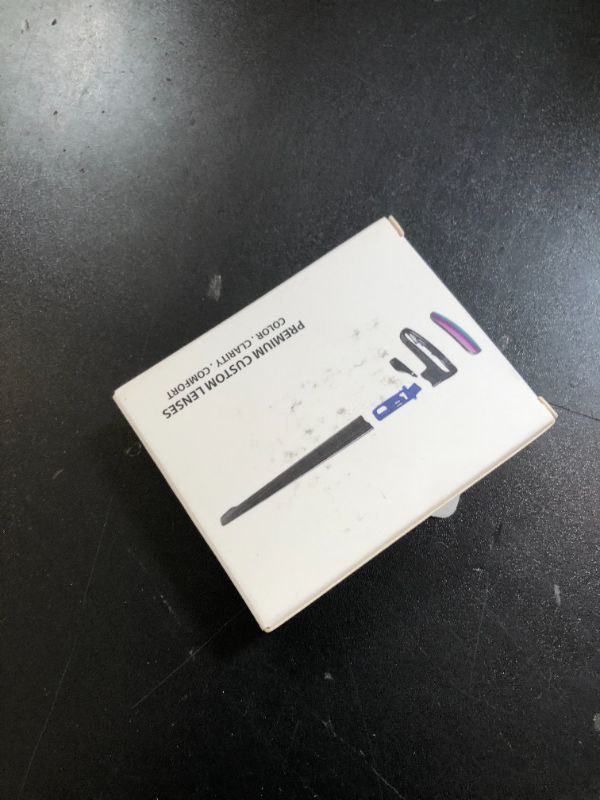 PREMIUM CUSTOM LENSES
COLOR . CLARITY . COMFORT